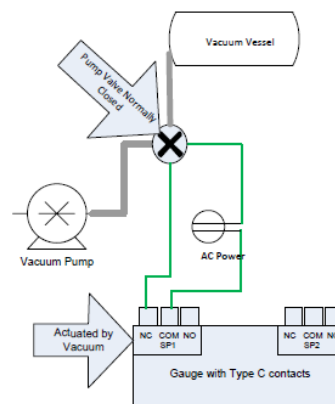 Vacuum Vessel
Pump Valve Normally
Closed
AC Power
Vacuum Pump
Actuated by
Vacuum
NC COM NO
SP1
NC COM NO
SP2
Gauge with Type C contacts